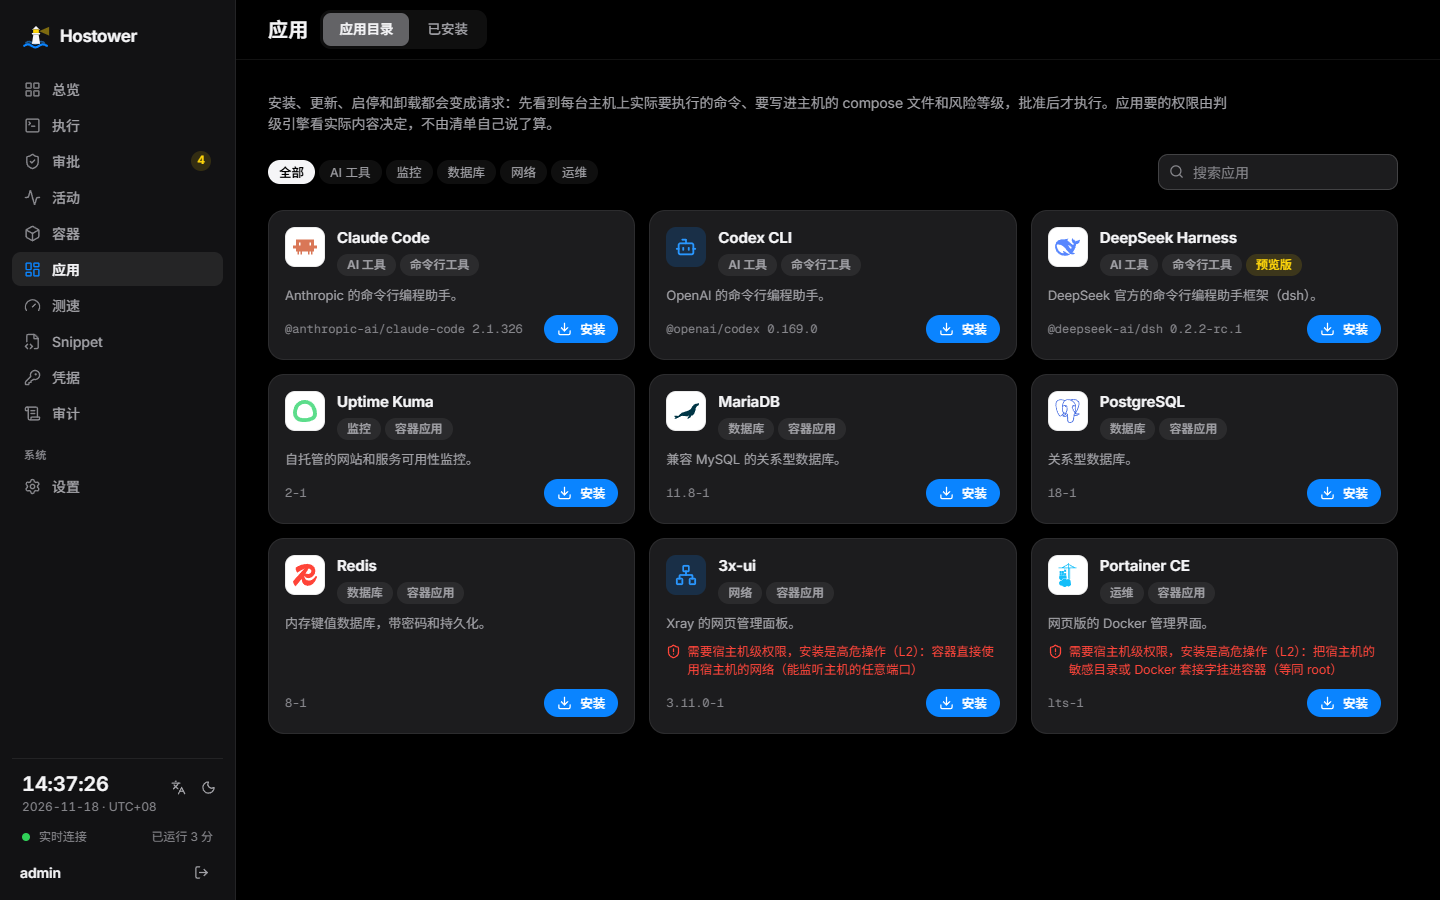 Hostower
总览
执行
审批
4
活动
容器
应用
测速
Snippet
凭据
审计
系统
设置
14:37:26
2026-11-18 · UTC+08
实时连接
已运行 3 分
admin
应用
应用目录
已安装
安装、更新、启停和卸载都会变成请求：先看到每台主机上实际要执行的命令、要写进主机的 compose 文件和风险等级，批准后才执行。应用要的权限由判
级引擎看实际内容决定，不由清单自己说了算。
全部
AI 工具
监控
数据库
网络
运维
搜索应用
Claude Code
AI 工具
命令行工具
Anthropic 的命令行编程助手。
@anthropic-ai/claude-code 2.1.326
安装
Codex CLI
AI 工具
命令行工具
OpenAI 的命令行编程助手。
@openai/codex 0.169.0
安装
DeepSeek Harness
AI 工具
命令行工具
预览版
DeepSeek 官方的命令行编程助手框架（dsh）。
@deepseek-ai/dsh 0.2.2-rc.1
安装
Uptime Kuma
监控
容器应用
自托管的网站和服务可用性监控。
2-1
安装
MariaDB
数据库
容器应用
兼容 MySQL 的关系型数据库。
11.8-1
安装
PostgreSQL
数据库
容器应用
关系型数据库。
18-1
安装
Redis
数据库
容器应用
内存键值数据库，带密码和持久化。
8-1
安装
3x-ui
网络
容器应用
Xray 的网页管理面板。
需要宿主机级权限，安装是高危操作（L2）：容器直接使
用宿主机的网络（能监听主机的任意端口）
3.11.0-1
安装
Portainer CE
运维
容器应用
网页版的 Docker 管理界面。
需要宿主机级权限，安装是高危操作（L2）：把宿主机的
敏感目录或 Docker 套接字挂进容器（等同 root）
lts-1
安装